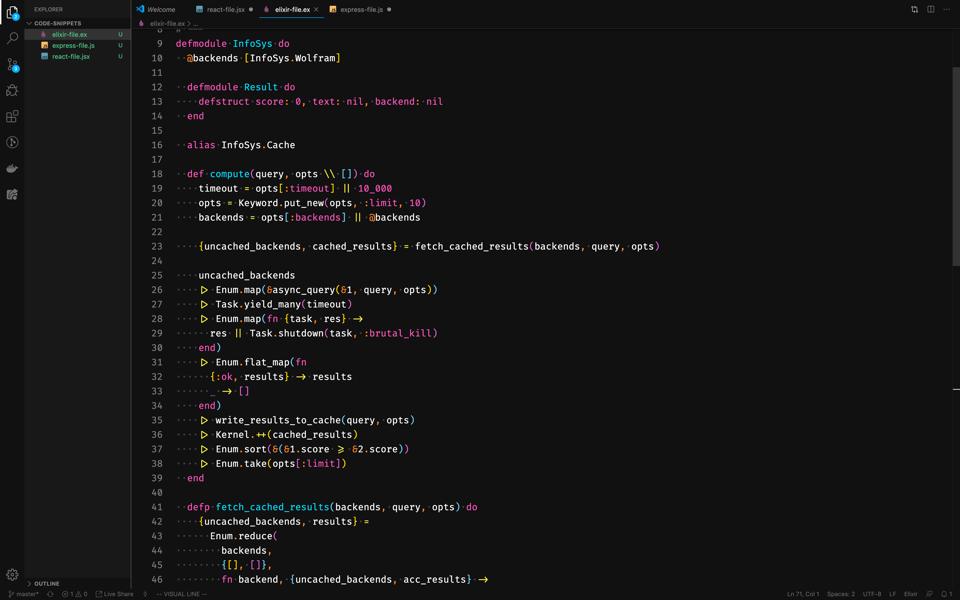 Welcome
react-file.jsx
elixir-file.ex
express-file.js
EXPLORER
CODE-SNIPPETS
elixir-file.ex U
express-file.js U
react-file.jsx U
OUTLINE
elixir-file.ex > ...
9 defmodule InfoSys do
10 @backends [InfoSys.Wolfram]
11
12 defmodule Result do
13 defstruct score: 0, text: nil, backend: nil
14 end
15
16 alias InfoSys.Cache
17
18 def compute(query, opts \\ []) do
19 timeout = opts[:timeout] || 10_000
20 opts = Keyword.put_new(opts, :limit, 10)
21 backends = opts[:backends] || @backends
22
23 {uncached_backends, cached_results} = fetch_cached_results(backends, query, opts)
24
25 uncached_backends
26 |> Enum.map(&async_query(&1, query, opts))
27 |> Task.yield_many(timeout)
28 |> Enum.map(fn {task, res} ->
29 res || Task.shutdown(task, :brutal_kill)
30 end)
31 |> Enum.flat_map(fn
32 {:ok, results} -> results
33 _ -> []
34 end)
35 |> write_results_to_cache(query, opts)
36 |> Kernel.++(cached_results)
37 |> Enum.sort(&(&1.score >= &2.score))
38 |> Enum.take(opts[:limit])
39 end
40
41 defp fetch_cached_results(backends, query, opts) do
42 {uncached_backends, results} =
43 Enum.reduce(
44 backends,
45 {[], []},
46 fn backend, {uncached_backends, acc_results} ->
master* 1 0 Live Share -- VISUAL LINE -- Ln 71, Col 1 Spaces: 2 UTF-8 LF Elixir 1